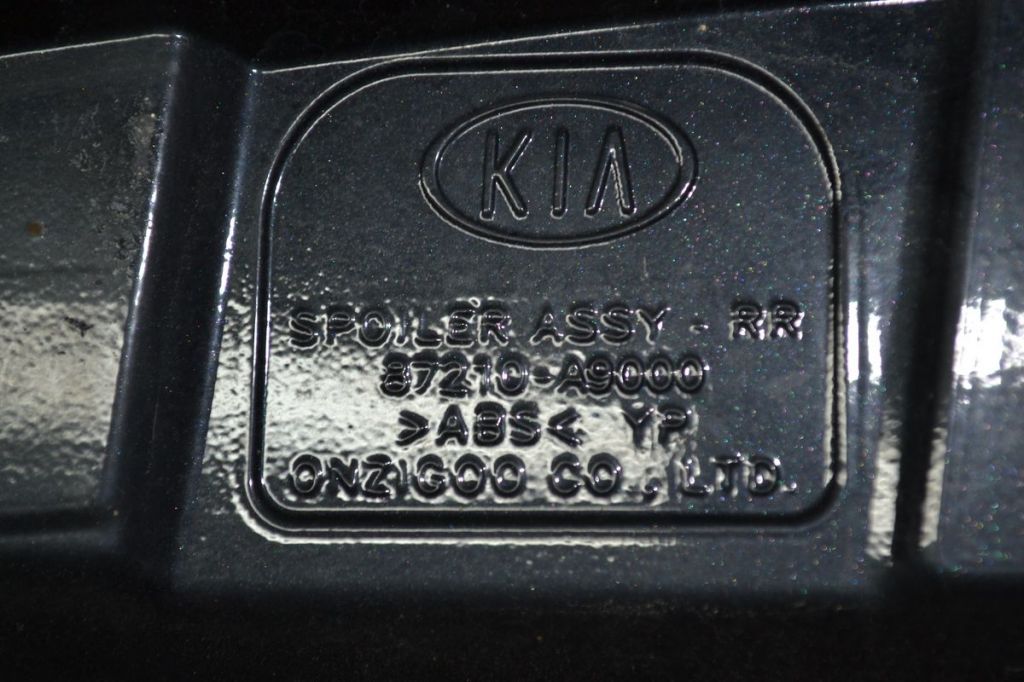 KIA
SPOILER ASSY - RR
87210-A9000
>ABS< YP
ONZIGOO CO., LTD.